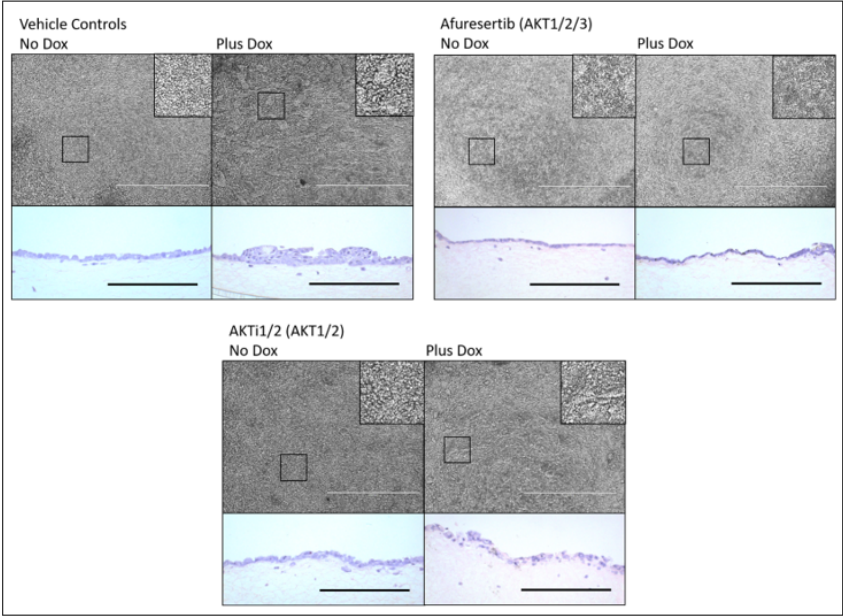 Vehicle Controls
No Dox
Plus Dox
Afuresertib (AKT1/2/3)
No Dox
Plus Dox
AKTi1/2 (AKT1/2)
No Dox
Plus Dox